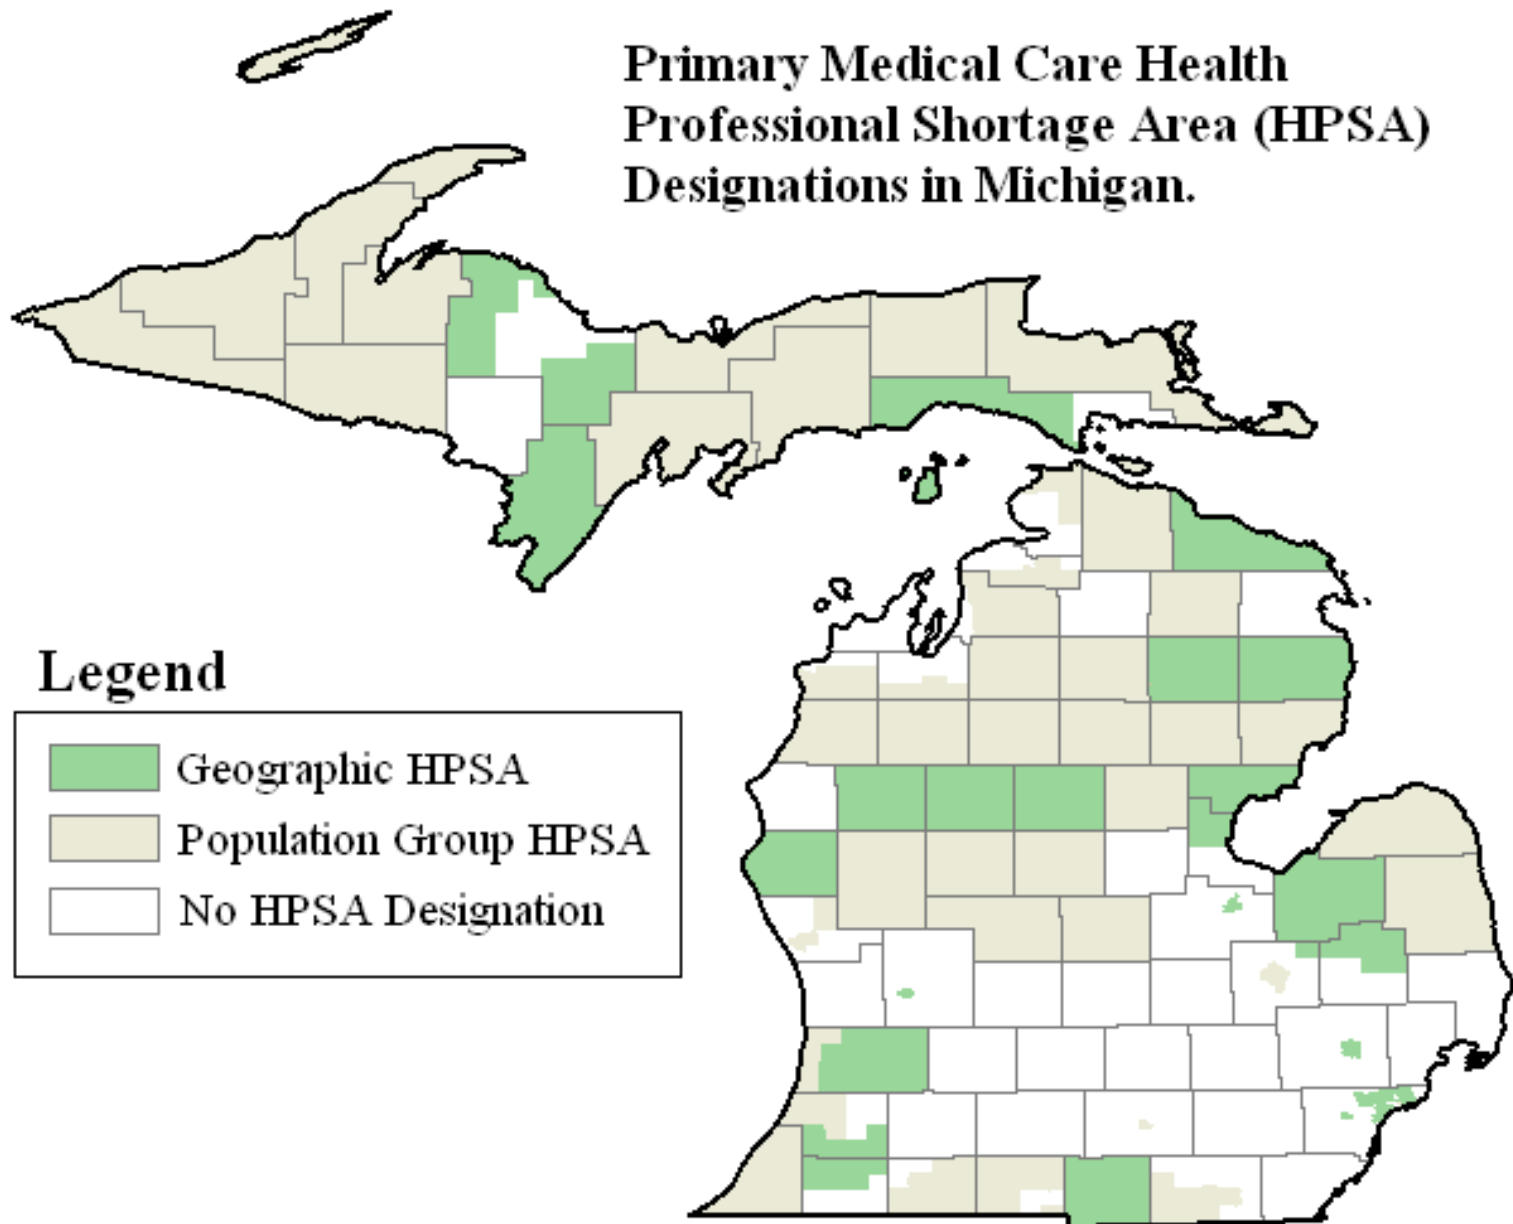 Primary Medical Care Health
Professional Shortage Area (HPSA)
Designations in Michigan.
Legend
Geographic HPSA
Population Group HPSA
No HPSA Designation